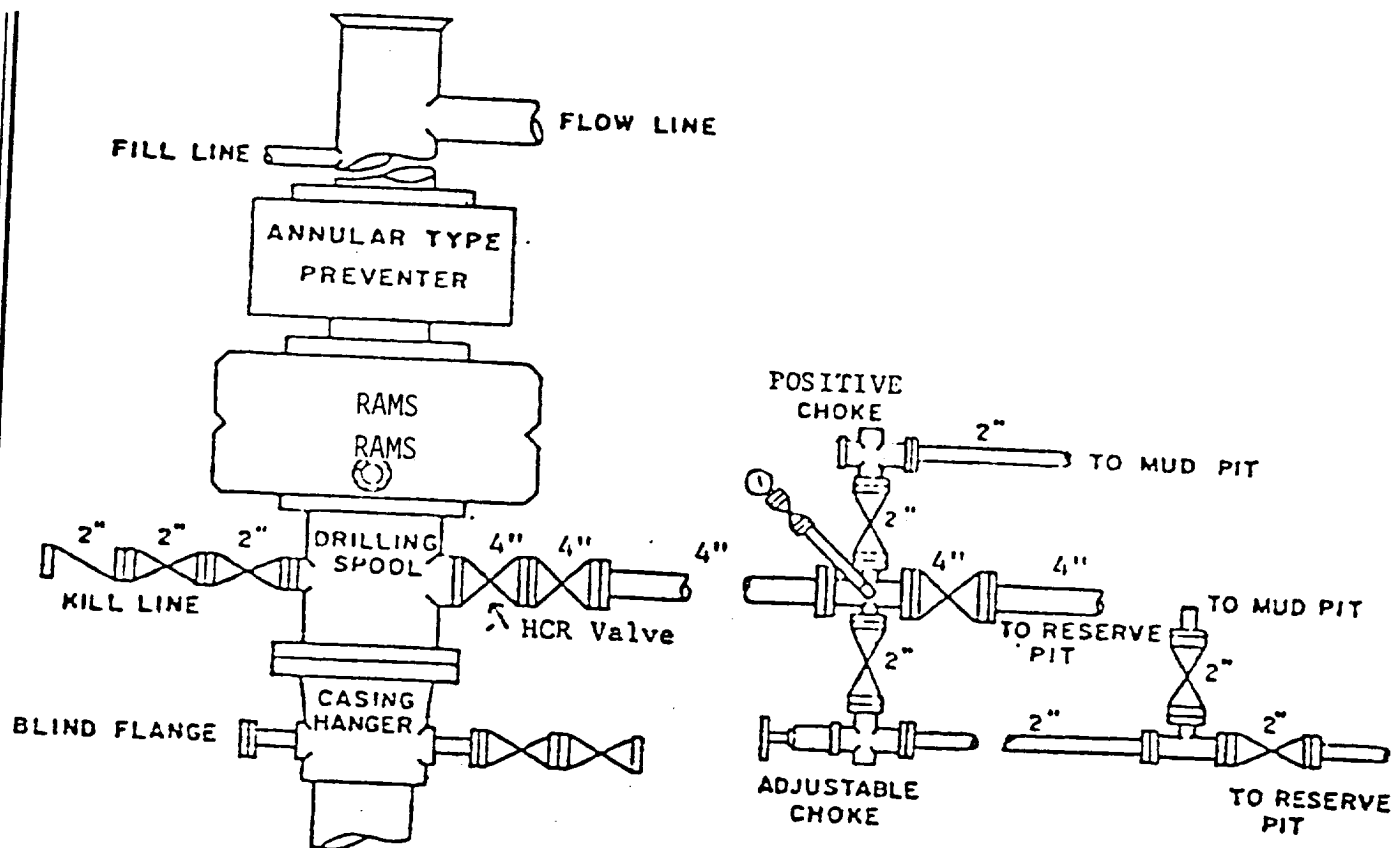 FLOW LINE
FILL LINE
ANNULAR TYPE
PREVENTER
RAMS
RAMS
POSITIVE
CHOKE
2"
TO MUD PIT
2"
2" 2" 2"
DRILLING
SPOOL
4" 4" 4"
KILL LINE
HCR Valve
4" 4"
TO RESERVE
PIT
TO MUD PIT
2"
2"
CASING
HANGER
BLIND FLANGE
2" 2"
ADJUSTABLE
CHOKE
TO RESERVE
PIT